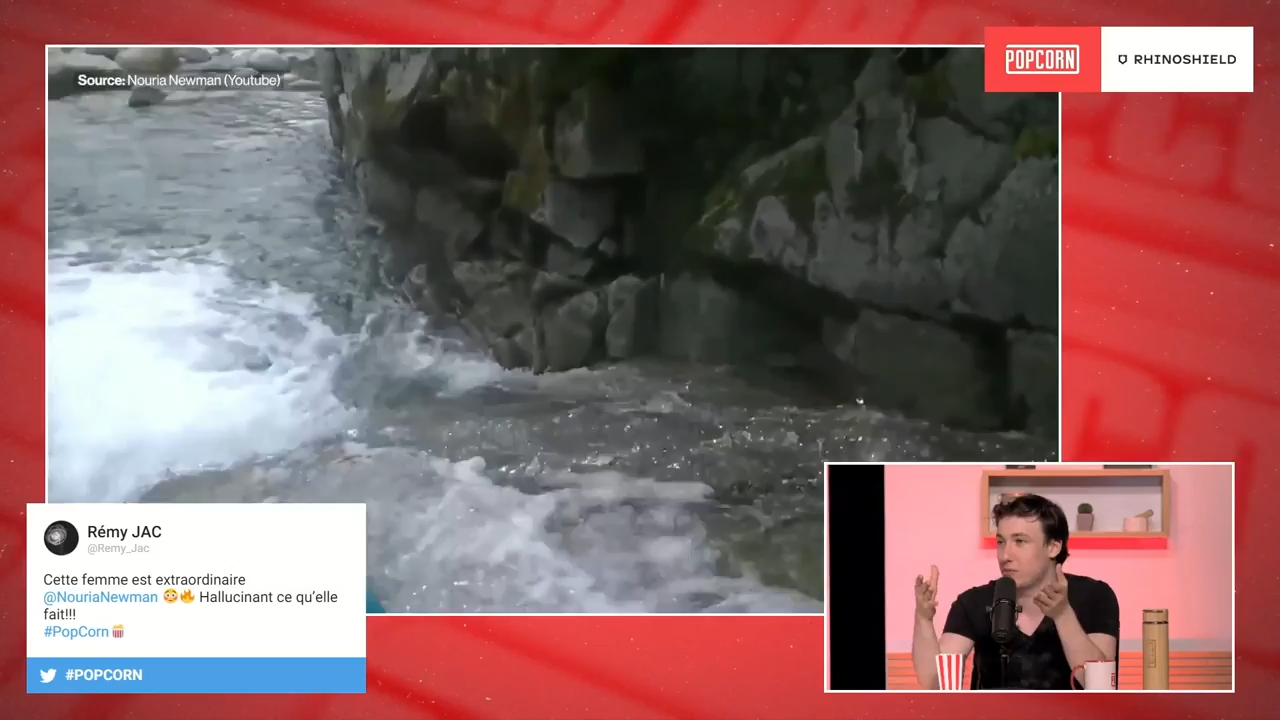 Source: Nouria Newman (Youtube)
POPCORN
RHINOSHIELD
Rémy JAC
@Remy_Jac
Cette femme est extraordinaire
@NouriaNewman 😳🔥 Hallucinant ce qu’elle
fait!!!
#PopCorn🍿
#POPCORN